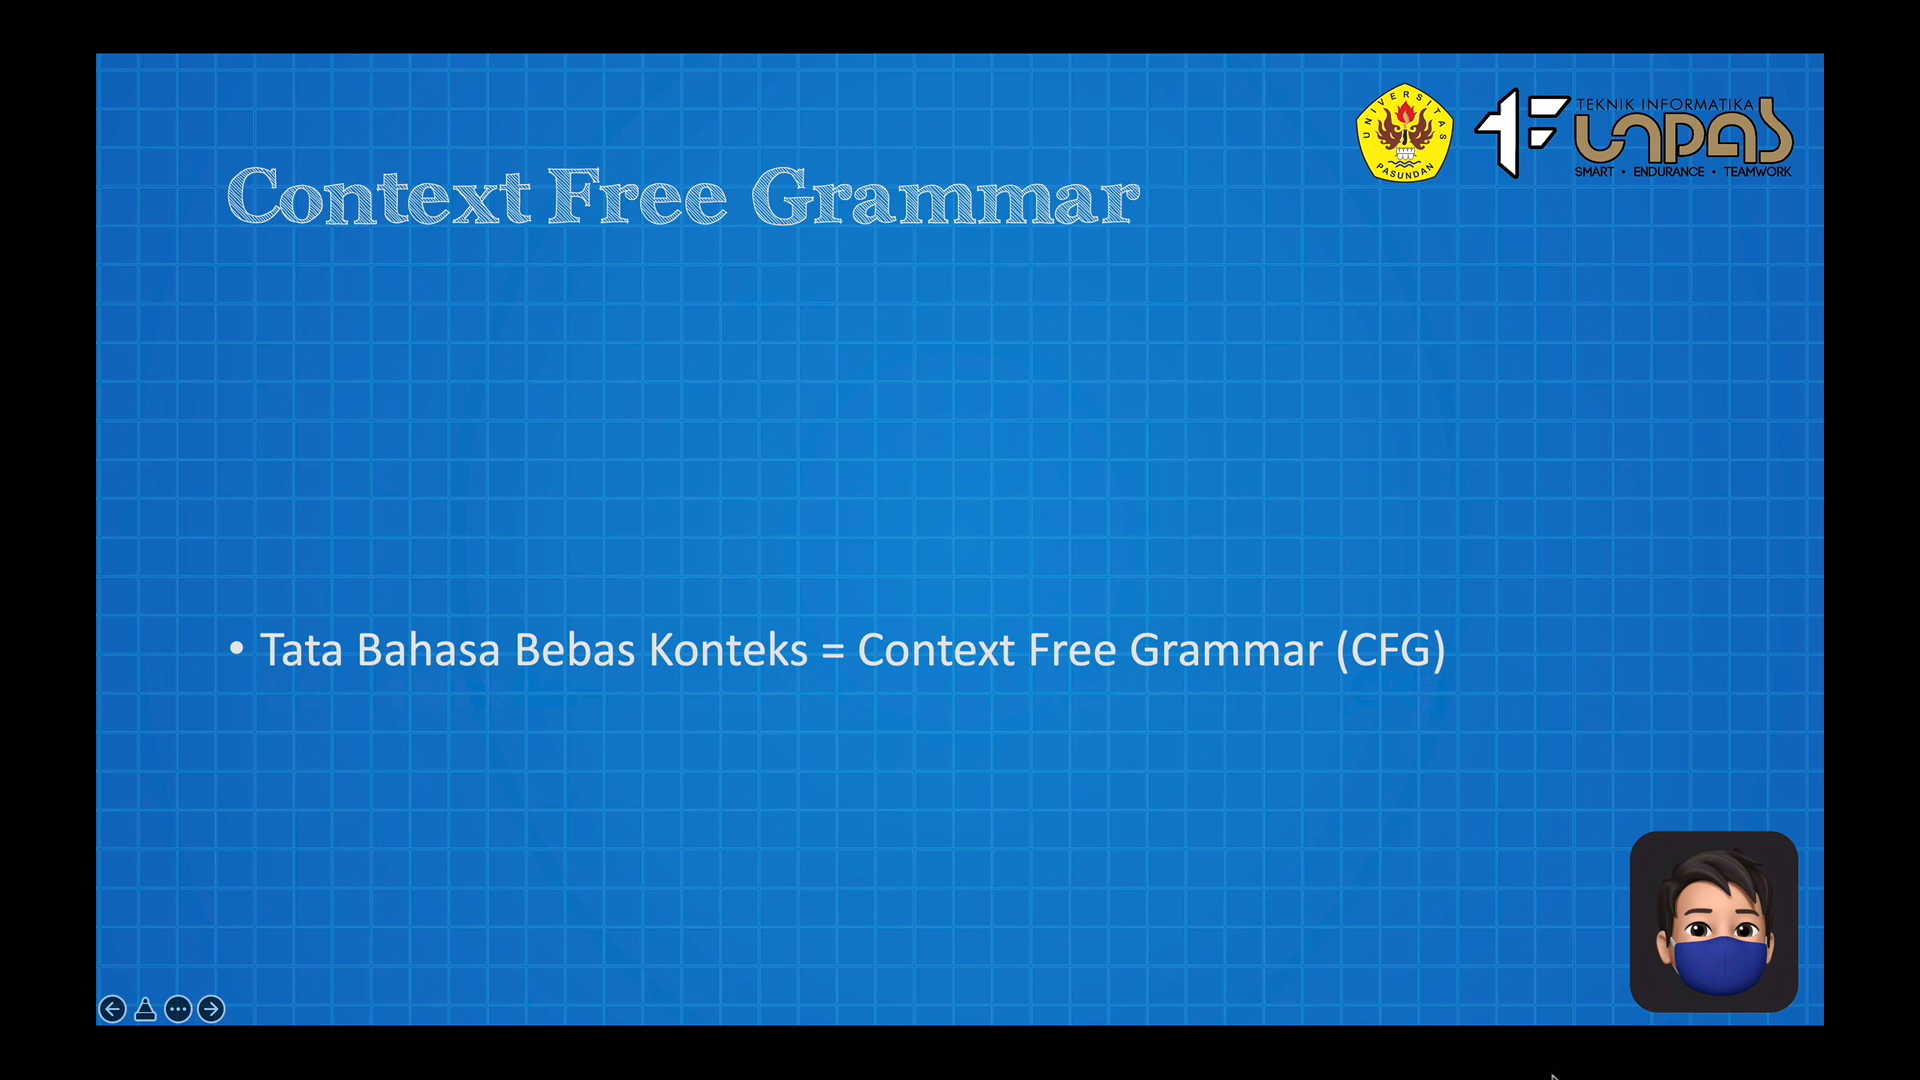 UNIVERSITAS
PASUNDAN
TEKNIK INFORMATIKA
UNPAS
SMART • ENDURANCE • TEAMWORK
Context Free Grammar
• Tata Bahasa Bebas Konteks = Context Free Grammar (CFG)